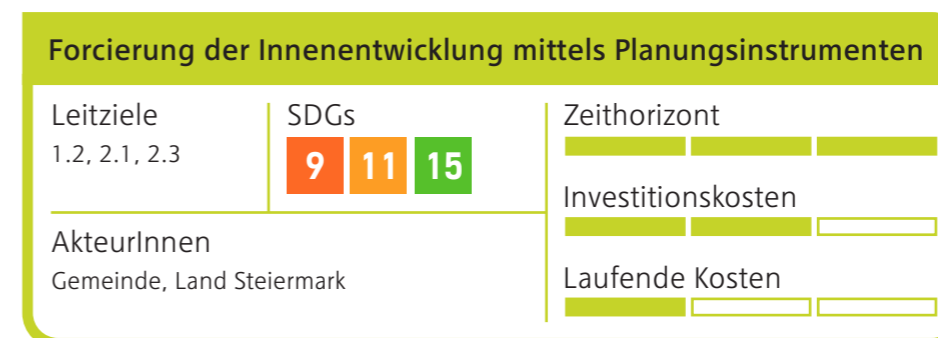 Forcierung der Innenentwicklung mittels Planungsinstrumenten
Leitziele
1.2, 2.1, 2.3
SDGs
9 11 15
AkteurInnen
Gemeinde, Land Steiermark
Zeithorizont
Investitionskosten
Laufende Kosten